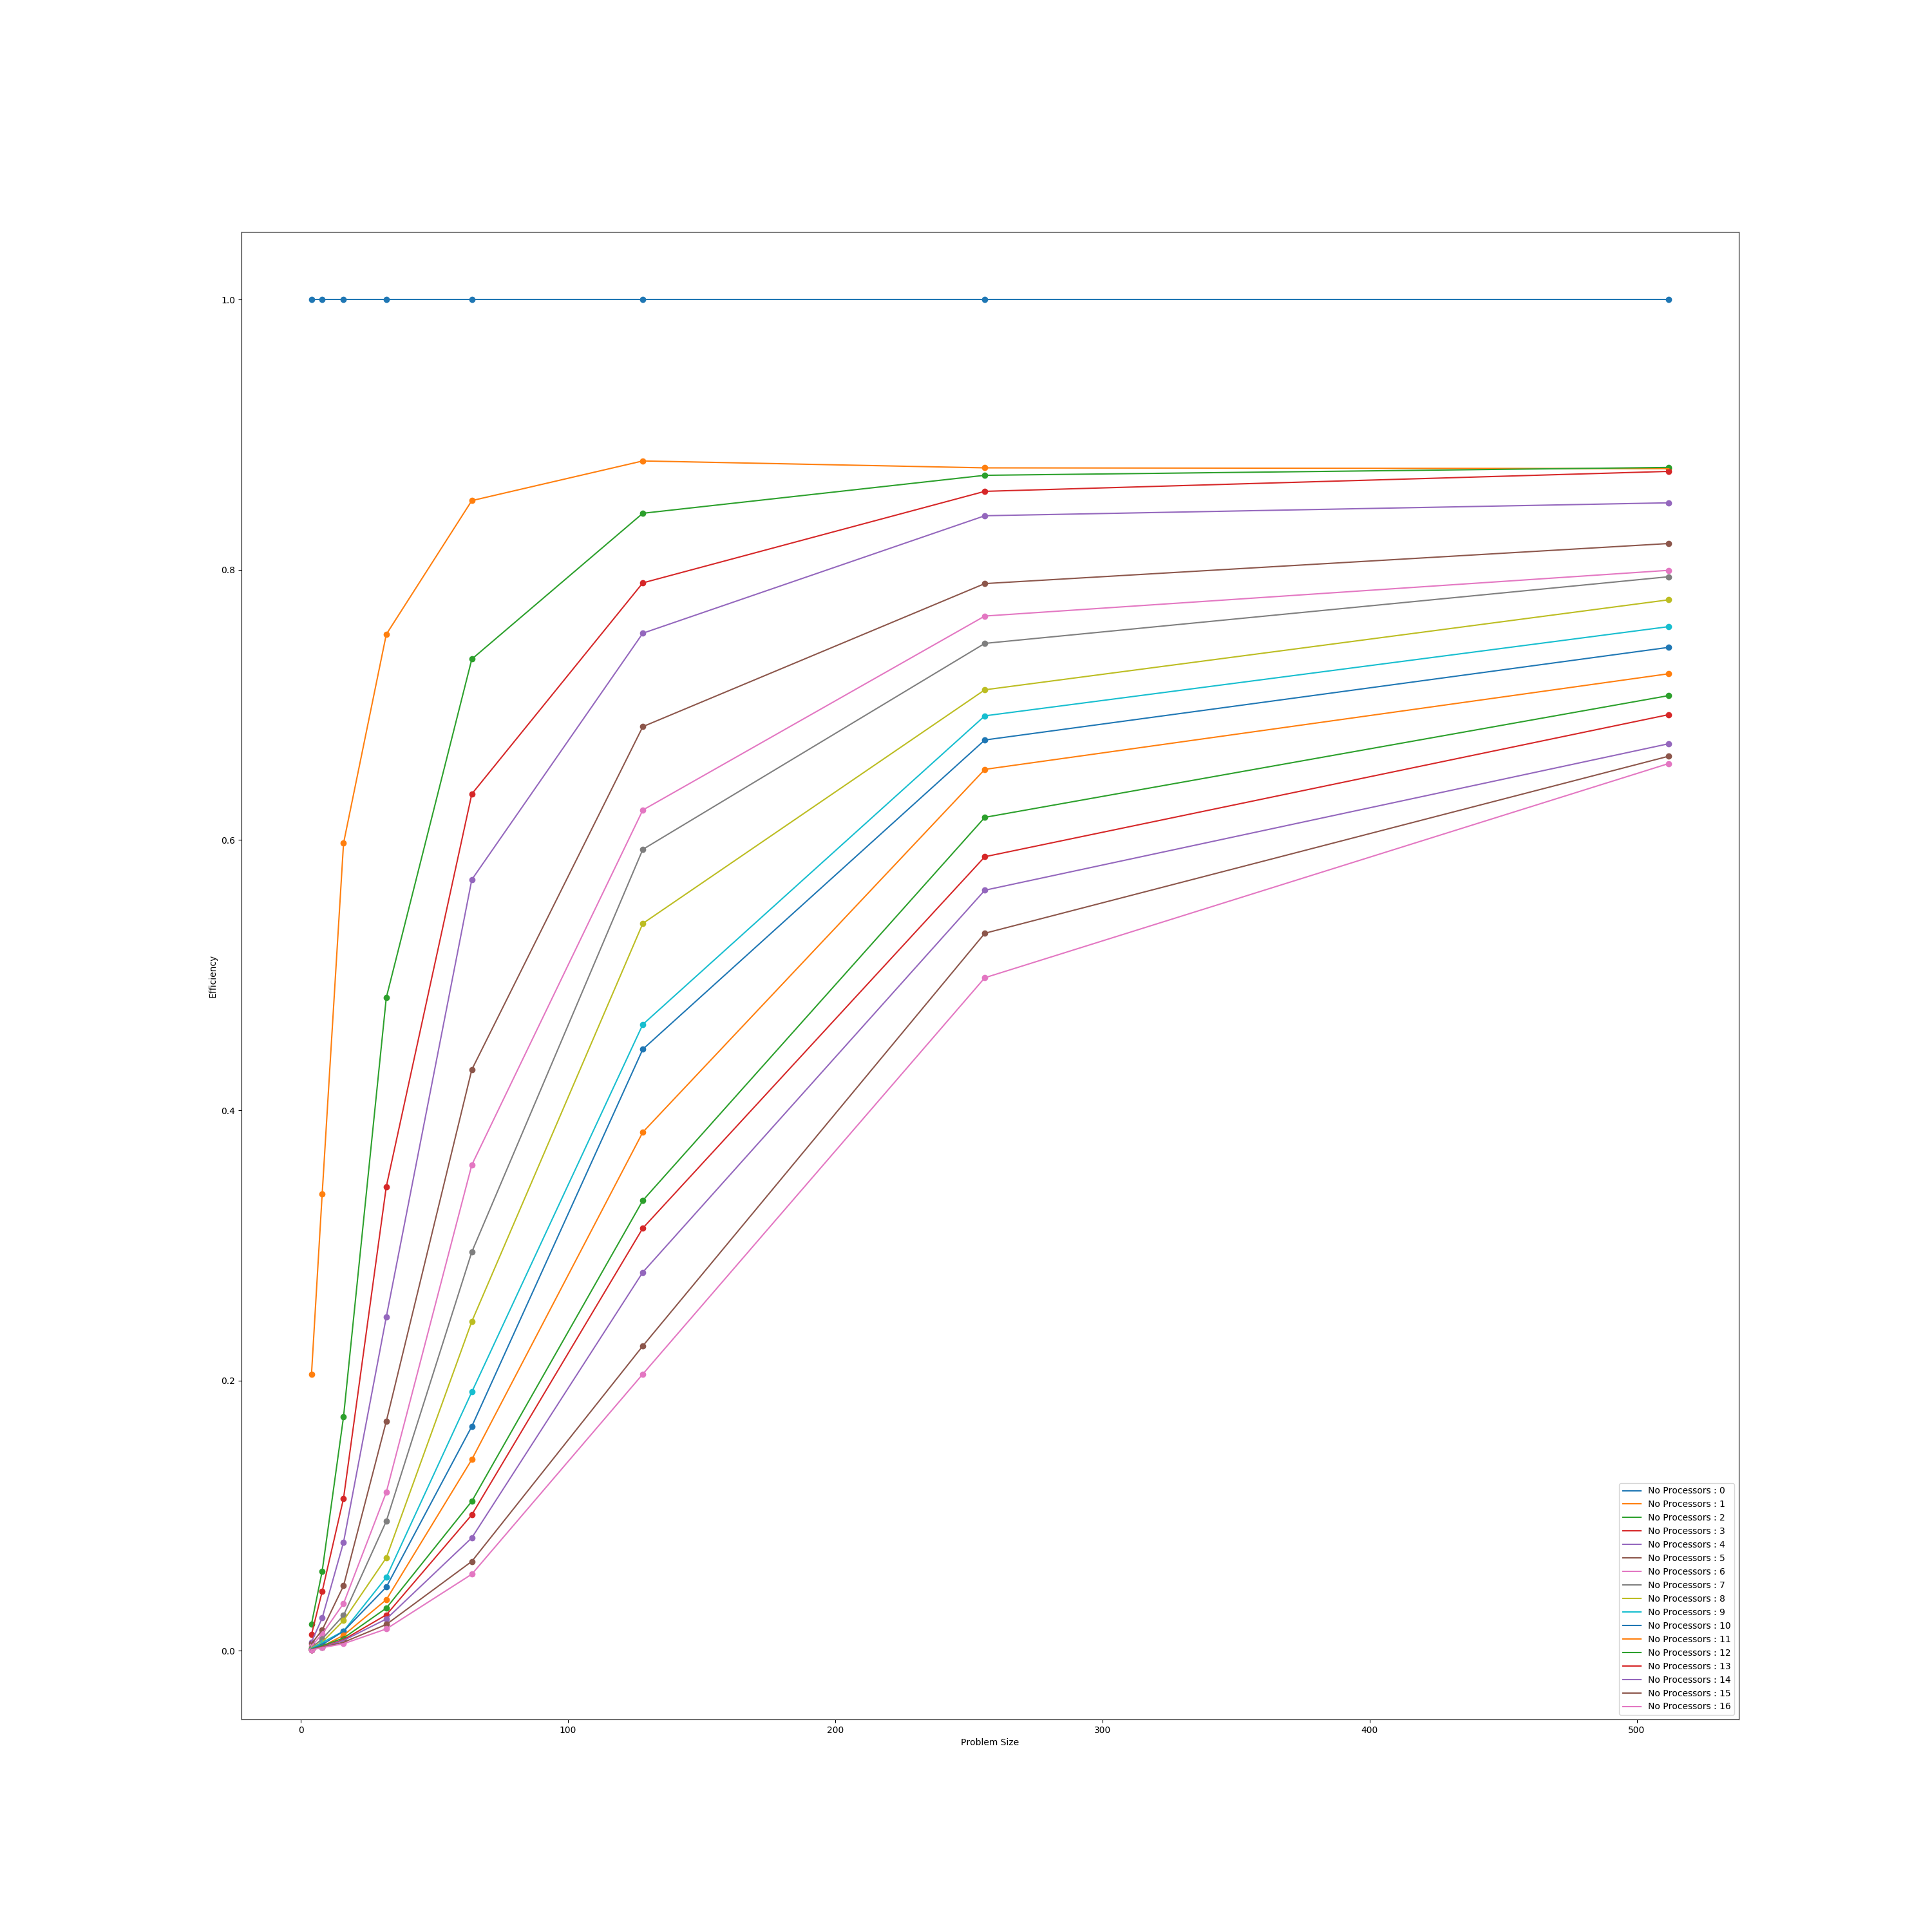 1.0
0.8
0.6
0.4
0.2
0.0
Efficiency
0 100 200 300 400 500
Problem Size
No Processors : 0
No Processors : 1
No Processors : 2
No Processors : 3
No Processors : 4
No Processors : 5
No Processors : 6
No Processors : 7
No Processors : 8
No Processors : 9
No Processors : 10
No Processors : 11
No Processors : 12
No Processors : 13
No Processors : 14
No Processors : 15
No Processors : 16